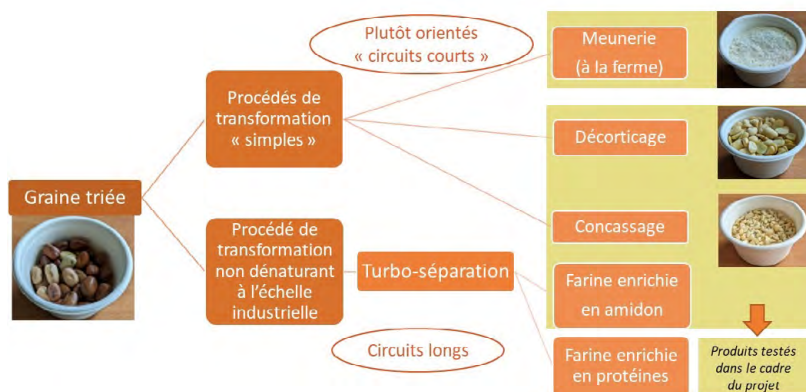 Plutôt orientés
« circuits courts »
Meunerie
(à la ferme)
Procédés de
transformation
« simples »
Décorticage
Graine triée
Concassage
Procédé de
transformation
non dénaturant
à l'échelle
industrielle
Turbo-séparation
Farine enrichie
en amidon
Circuits longs
Farine enrichie
en protéines
Produits testés
dans le cadre
du projet